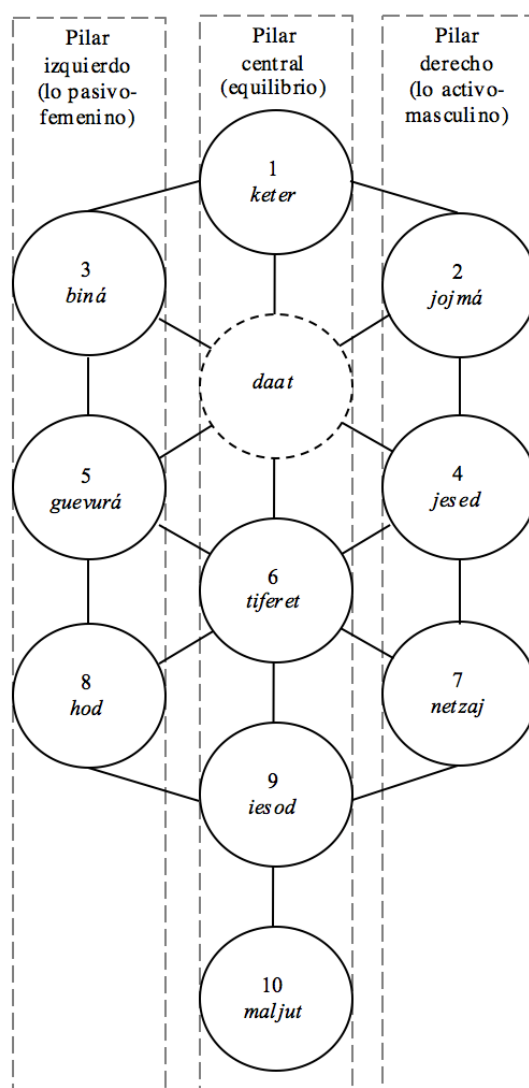 Pilar
izquierdo
(lo pasivo-
femenino)
Pilar
central
(equilibrio)
Pilar
derecho
(lo activo-
masculino)
1
keter
3
biná
2
jojmá
daat
5
guevurá
4
jesed
6
tiferet
8
hod
7
netzaj
9
iesod
10
maljut